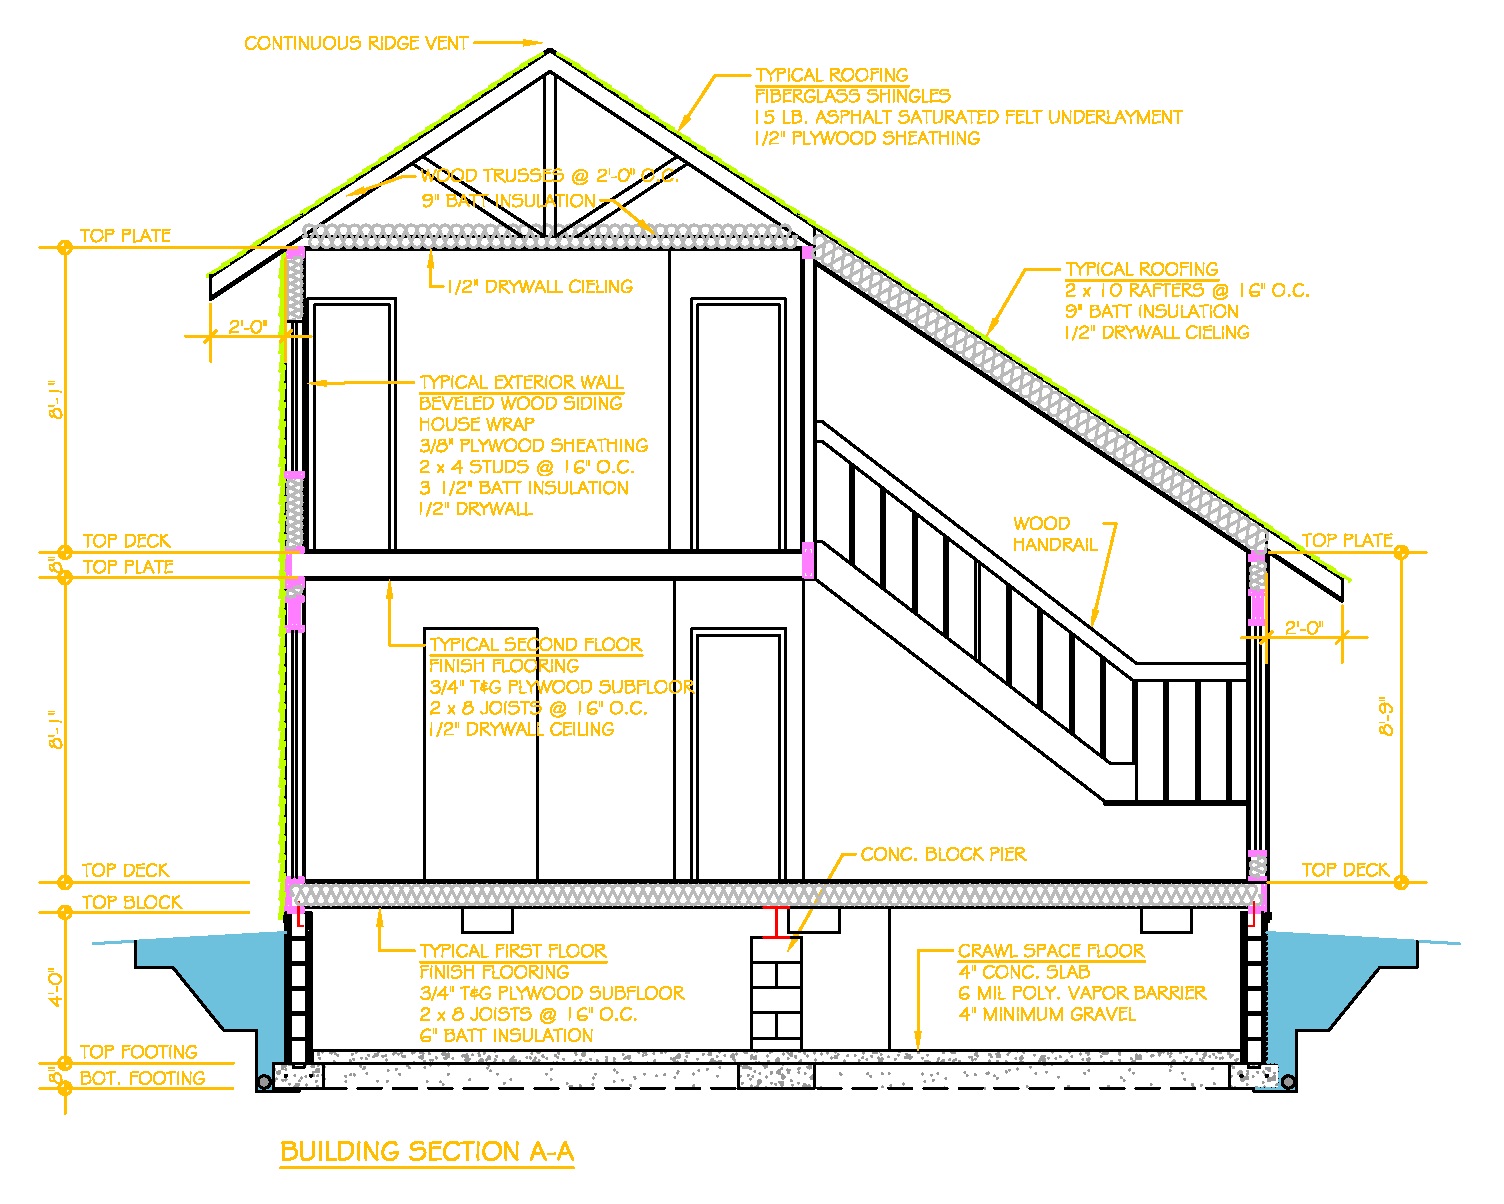 CONTINUOUS RIDGE VENT
TYPICAL ROOFING
FIBERGLASS SHINGLES
15 LB. ASPHALT SATURATED FELT UNDERLAYMENT
1/2" PLYWOOD SHEATHING
WOOD TRUSSES @ 2'-0" O.C.
9" BATT INSULATION
TOP PLATE
1/2" DRYWALL CIELING
TYPICAL ROOFING
2 x 10 RAFTERS @ 16" O.C.
9" BATT INSULATION
1/2" DRYWALL CIELING
2'-0"
8'-1"
TYPICAL EXTERIOR WALL
BEVELED WOOD SIDING
HOUSE WRAP
3/8" PLYWOOD SHEATHING
2 x 4 STUDS @ 16" O.C.
3 1/2" BATT INSULATION
1/2" DRYWALL
WOOD
HANDRAIL
TOP DECK
8"
TOP PLATE
TOP PLATE
2'-0"
TYPICAL SECOND FLOOR
FINISH FLOORING
3/4" T&G PLYWOOD SUBFLOOR
2 x 8 JOISTS @ 16" O.C.
1/2" DRYWALL CEILING
8'-1"
8'-9"
CONC. BLOCK PIER
TOP DECK
TOP DECK
TOP BLOCK
TYPICAL FIRST FLOOR
FINISH FLOORING
3/4" T&G PLYWOOD SUBFLOOR
2 x 8 JOISTS @ 16" O.C.
6" BATT INSULATION
CRAWL SPACE FLOOR
4" CONC. SLAB
6 MIL POLY. VAPOR BARRIER
4" MINIMUM GRAVEL
4'-0"
TOP FOOTING
8"
BOT. FOOTING
BUILDING SECTION A-A